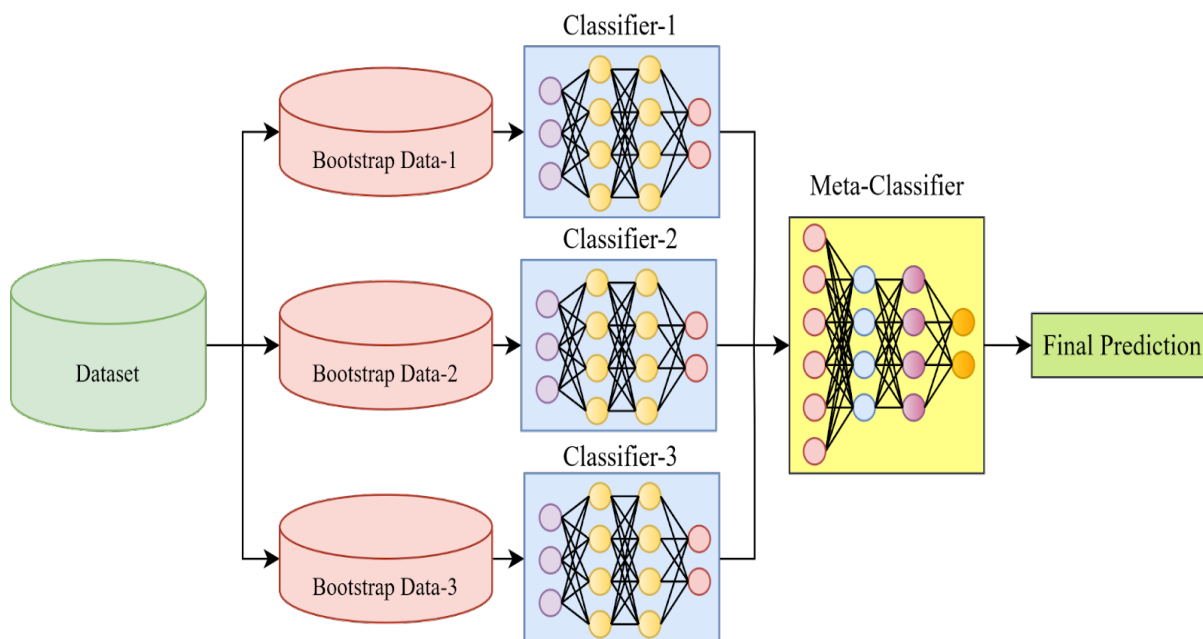 Classifier-1
Bootstrap Data-1
Meta-Classifier
Classifier-2
Dataset
Bootstrap Data-2
Final Prediction
Classifier-3
Bootstrap Data-3